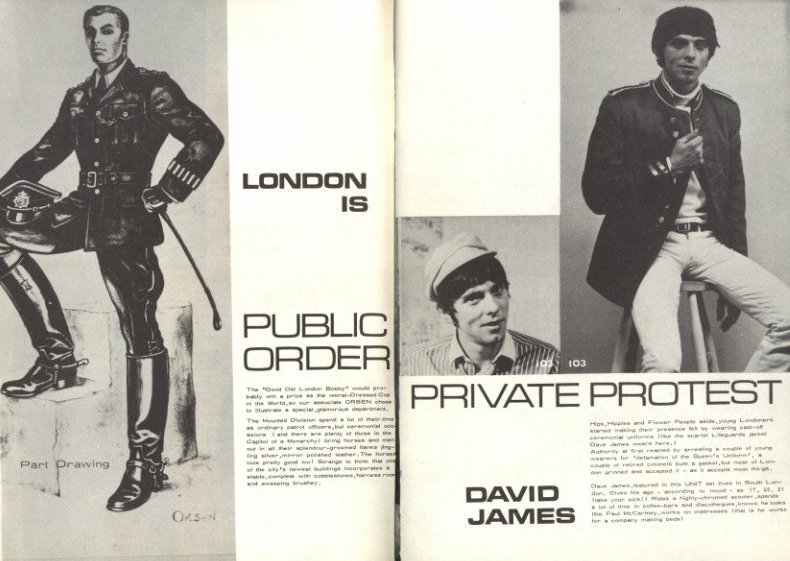 LONDON
IS
PUBLIC
ORDER
The "Good Old London Bobby" would pro-
bably win a prize as the worst-Dressed Cop
in the World, so our associate ORSEN chose
to illustrate a special, glamorous department.
The Mounted Division spend a lot of their time
as ordinary patrol officers, but ceremonial occ
asions (and there are plenty of those in the
Capitol of a Monarchy) bring horses and men
out in all their splendour-groomed flanks jing-
ling silver, mirror polished leather. The horses
look pretty good too! Strange to think that one
of the city's newest buildings incorporates a
stable, complete with cobblestones, harness room
and sweeping brushes.
Part Drawing
ORSEN
103 103
PRIVATE PROTEST
Hips, Hippies and Flower People aside, young Londoners
started making their presence felt by wearing cast-off
ceremonial uniforms (like the scarlet Lifeguards jacket
Dave James wears here.)
Authority at first reacted by arresting a couple of young
wearers for "defamation of the Queen's Uniform", a
couple of retired colonels bust a gasket, but most of Lon-
don grinned and accepted it - as it accepts most things.
DAVID
JAMES
Dave James, featured in this UNIT set lives in South Lon-
don. Gives his age - according to mood - as 17, 25, 21
(take your pick!) Rides a highly-chromed scooter, spends
a lot of time in coffee-bars and discotheques, knows he looks
like Paul McCartney, works on mattresses (that is he works
for a company making beds)